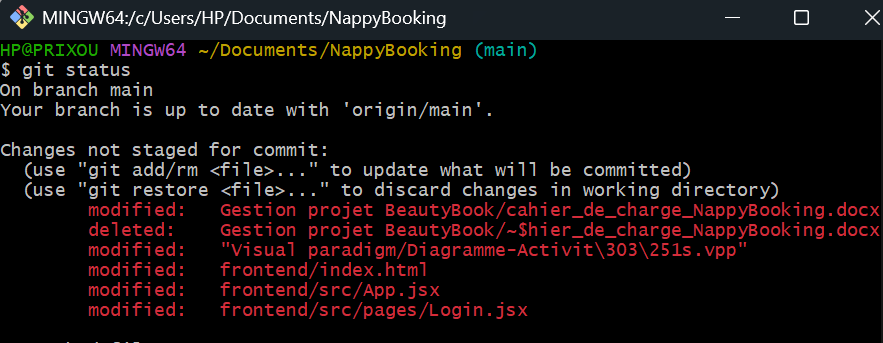 MINGW64:/c/Users/HP/Documents/NappyBooking
HP@PRIXOU MINGW64 ~/Documents/NappyBooking (main)
$ git status
On branch main
Your branch is up to date with 'origin/main'.
Changes not staged for commit:
(use "git add/rm <file>..." to update what will be committed)
(use "git restore <file>..." to discard changes in working directory)
modified: Gestion projet BeautyBook/cahier_de_charge_NappyBooking.docx
deleted: Gestion projet BeautyBook/~$hier_de_charge_NappyBooking.docx
modified: "Visual paradigm/Diagramme-Activit\303\251s.vpp"
modified: frontend/index.html
modified: frontend/src/App.jsx
modified: frontend/src/pages/Login.jsx